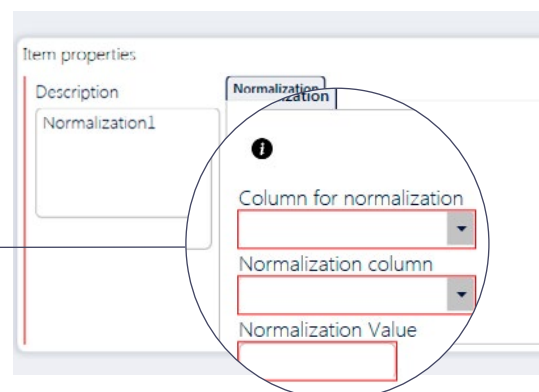 Item properties
Description
Normalization1
Normalization
Column for normalization
Normalization column
Normalization Value